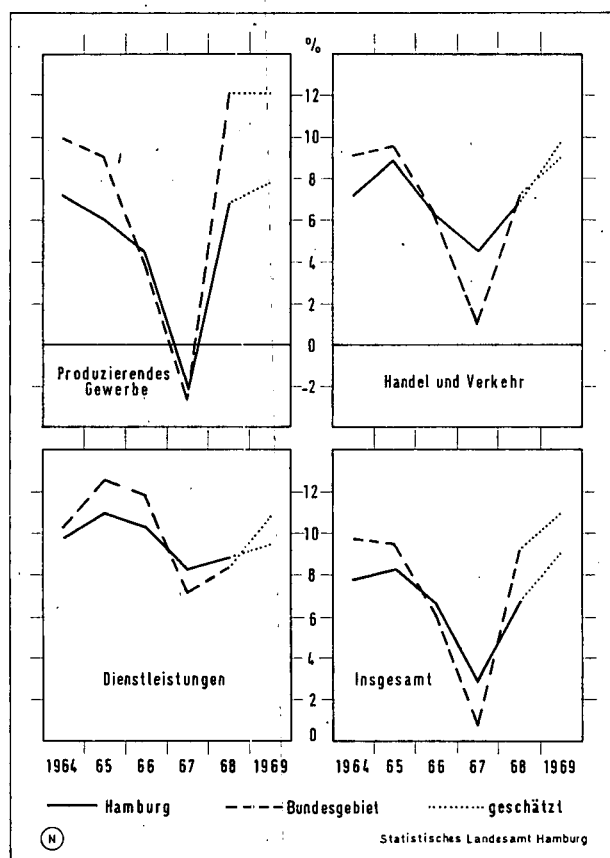 %
12
10
8
6
4
2
0
-2
Produzierendes
Gewerbe
Handel und Verkehr
12
10
8
6
4
2
0
Dienstleistungen
Insgesamt
1964 65 66 67 68 1969 1964 65 66 67 68 1969
Hamburg Bundesgebiet geschätzt
N Statistisches Landesamt Hamburg